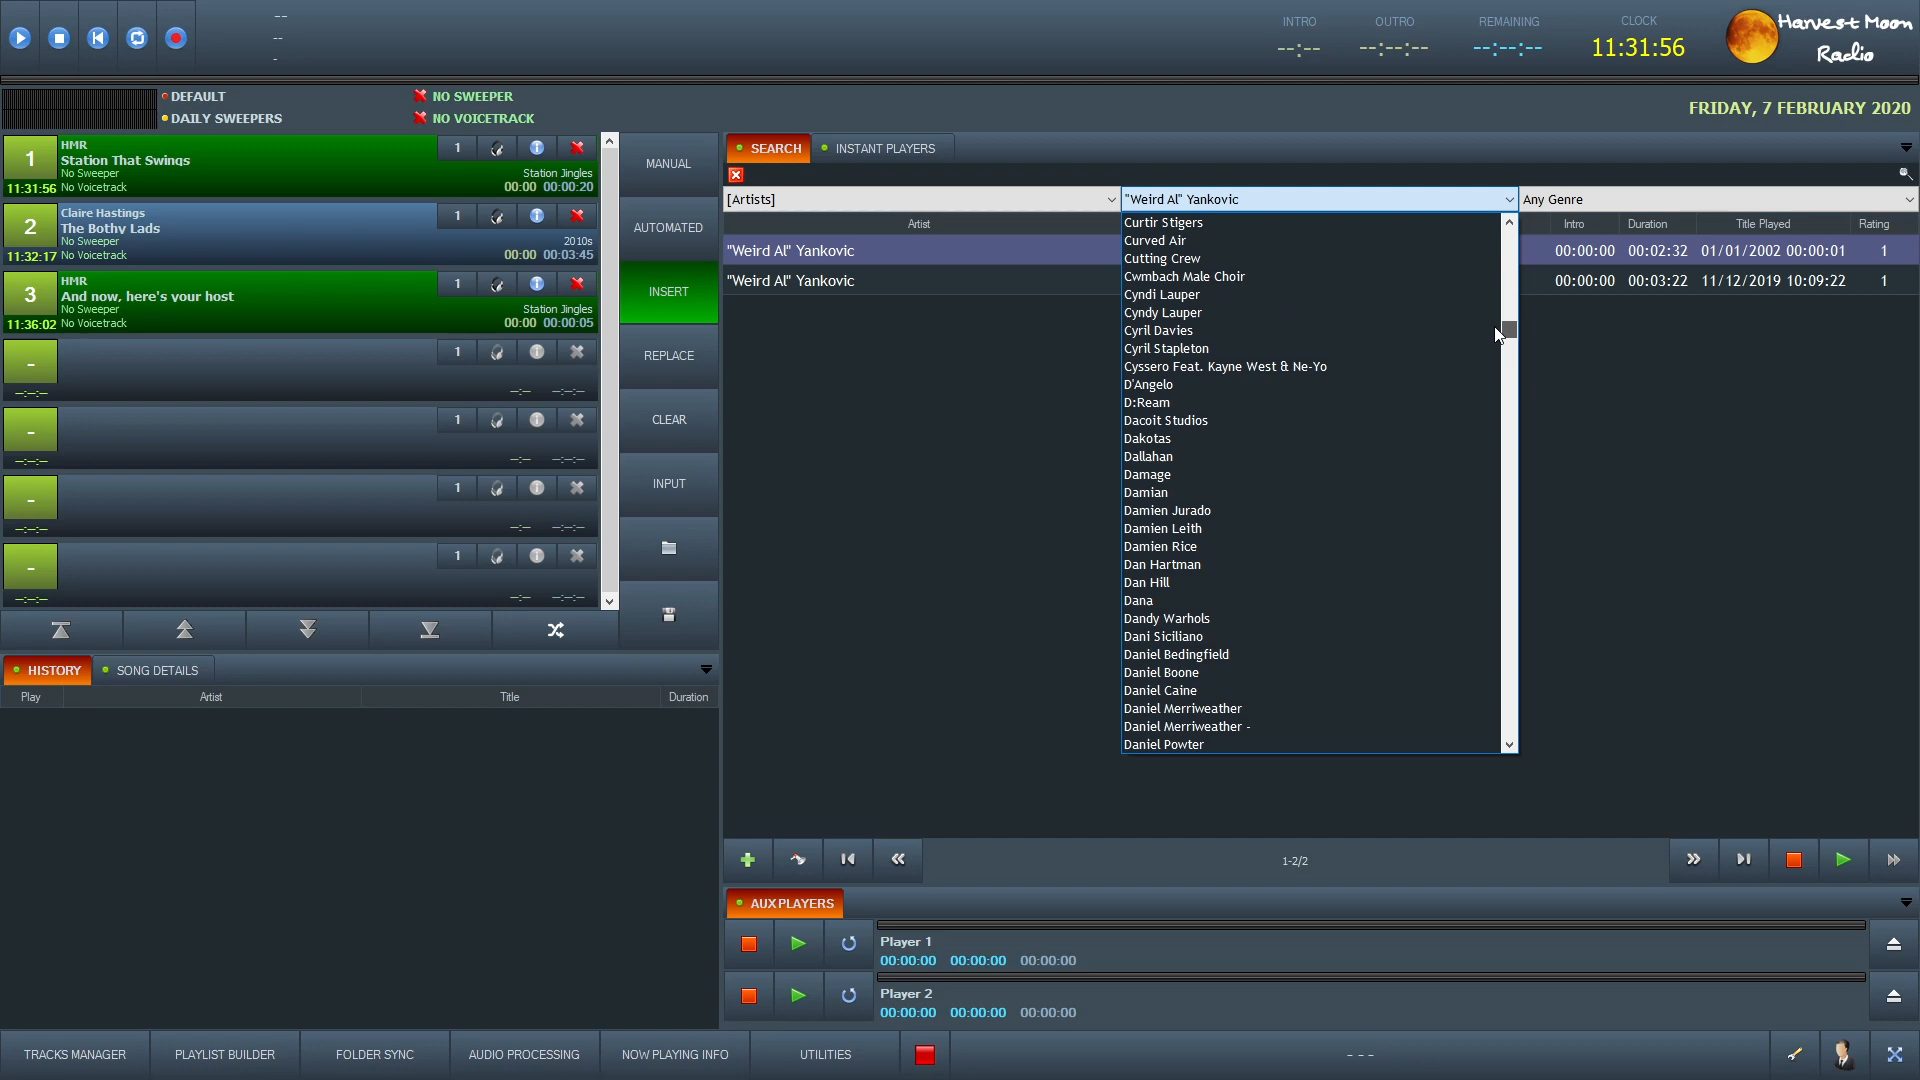 --
--
-
INTRO
OUTRO
REMAINING
CLOCK
--:--
--:--:--
--:--:--
11:31:56
Harvest Moon
Radio
DEFAULT
NO SWEEPER
DAILY SWEEPERS
NO VOICETRACK
FRIDAY, 7 FEBRUARY 2020
1
HMR
Station That Swings
No Sweeper
Station Jingles
11:31:56
No Voicetrack
00:00 00:00:20
1
2
Claire Hastings
The Bothy Lads
No Sweeper
2010s
11:32:17
No Voicetrack
00:00 00:03:45
1
3
HMR
And now, here's your host
No Sweeper
Station Jingles
11:36:02
No Voicetrack
00:00 00:00:05
1
-
--:--:--
1
--:-- --:--:--
-
--:--:--
1
--:-- --:--:--
-
--:--:--
1
--:-- --:--:--
-
--:--:--
1
--:-- --:--:--
MANUAL
AUTOMATED
INSERT
REPLACE
CLEAR
INPUT
HISTORY
SONG DETAILS
Play
Artist
Title
Duration
SEARCH
INSTANT PLAYERS
[Artists]
"Weird Al" Yankovic
Any Genre
Artist
Intro
Duration
Title Played
Rating
"Weird Al" Yankovic
00:00:00 00:02:32 01/01/2002 00:00:01 1
"Weird Al" Yankovic
00:00:00 00:03:22 11/12/2019 10:09:22 1
Curtir Stigers
Curved Air
Cutting Crew
Cwmbach Male Choir
Cyndi Lauper
Cyndy Lauper
Cyril Davies
Cyril Stapleton
Cyssero Feat. Kayne West & Ne-Yo
D'Angelo
D:Ream
Dacoit Studios
Dakotas
Dallahan
Damage
Damian
Damien Jurado
Damien Leith
Damien Rice
Dan Hartman
Dan Hill
Dana
Dandy Warhols
Dani Siciliano
Daniel Bedingfield
Daniel Boone
Daniel Caine
Daniel Merriweather
Daniel Merriweather -
Daniel Powter
1-2/2
AUX PLAYERS
Player 1
00:00:00 00:00:00 00:00:00
Player 2
00:00:00 00:00:00 00:00:00
TRACKS MANAGER
PLAYLIST BUILDER
FOLDER SYNC
AUDIO PROCESSING
NOW PLAYING INFO
UTILITIES
- - -